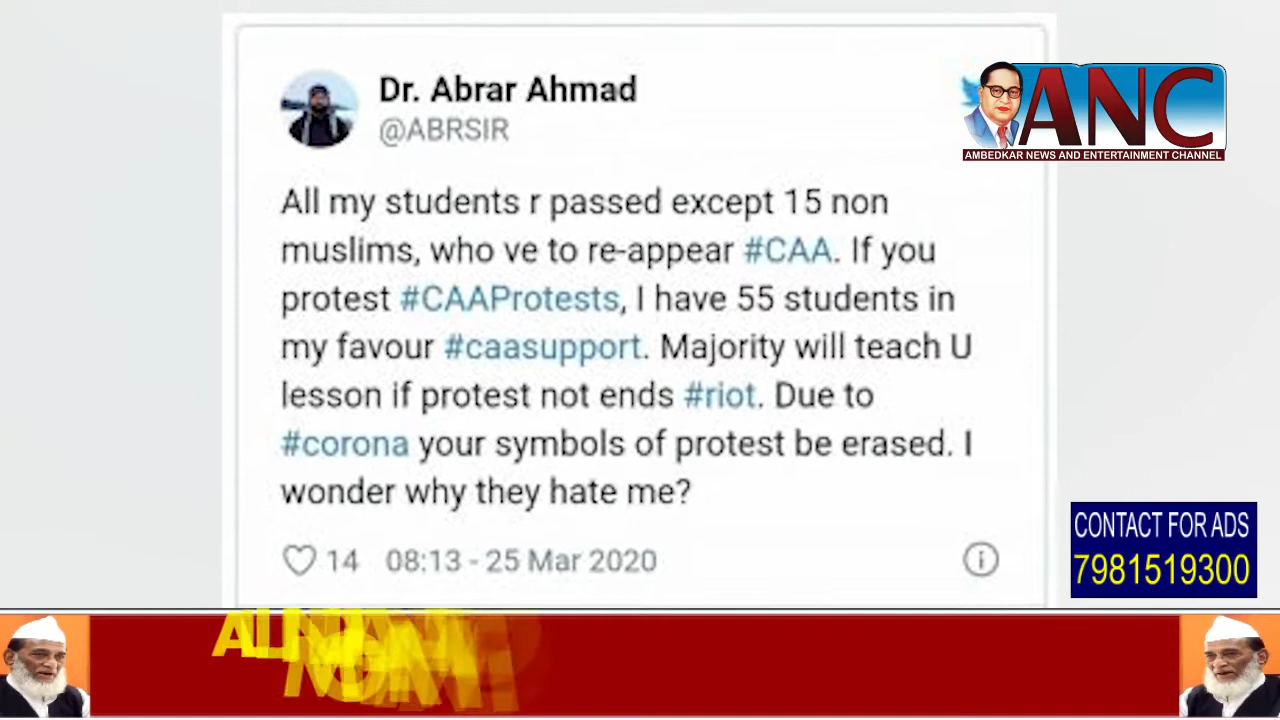 Dr. Abrar Ahmad
@ABRSIR
ANC
AMBEDKAR NEWS AND ENTERTAINMENT CHANNEL
All my students r passed except 15 non
muslims, who ve to re-appear #CAA. If you
protest #CAAProtests, I have 55 students in
my favour #caasupport. Majority will teach U
lesson if protest not ends #riot. Due to
#corona your symbols of protest be erased. I
wonder why they hate me?
14 08:13 - 25 Mar 2020
CONTACT FOR ADS
7981519300